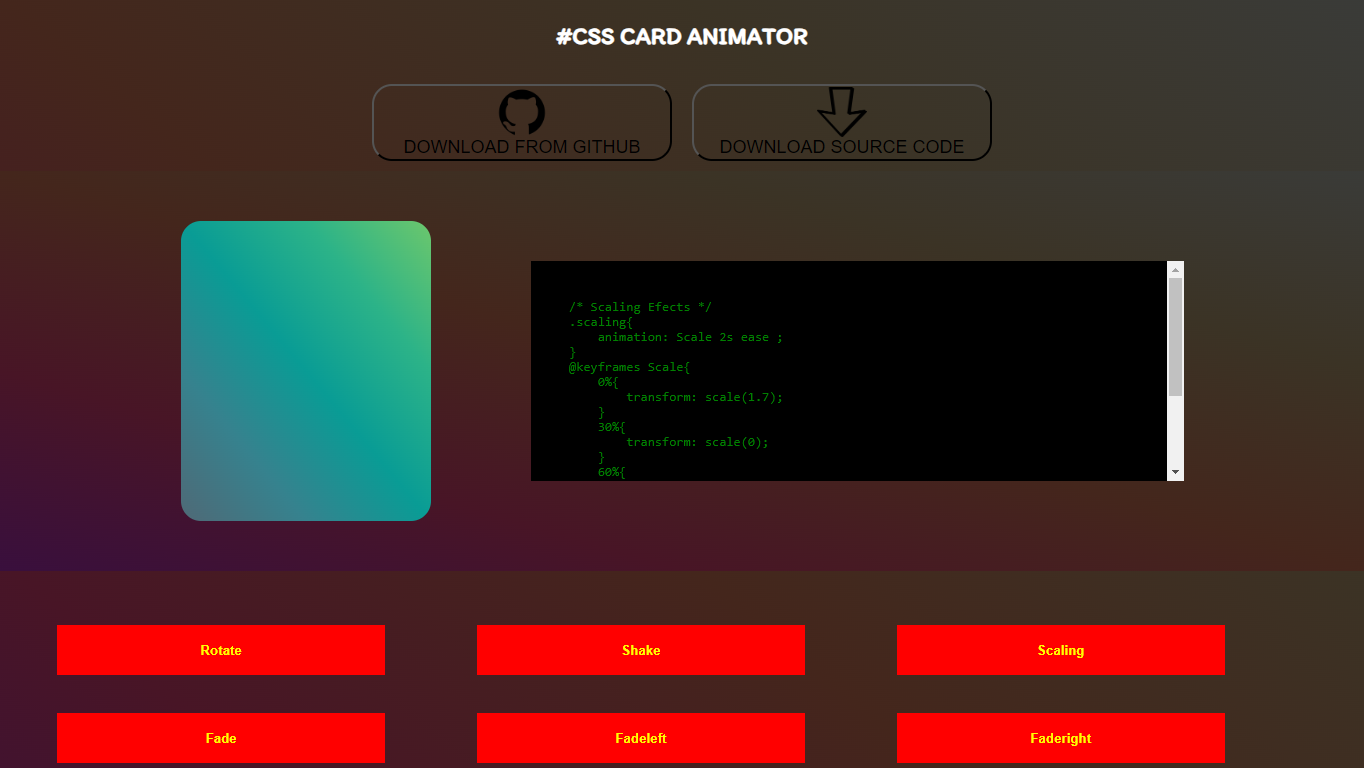 #CSS CARD ANIMATOR
DOWNLOAD FROM GITHUB
DOWNLOAD SOURCE CODE
/* Scaling Efects */
.scaling{
    animation: Scale 2s ease ;
}
@keyframes Scale{
    0%{
        transform: scale(1.7);
    }
    30%{
        transform: scale(0);
    }
    60%{
Rotate
Shake
Scaling
Fade
Fadeleft
Faderight